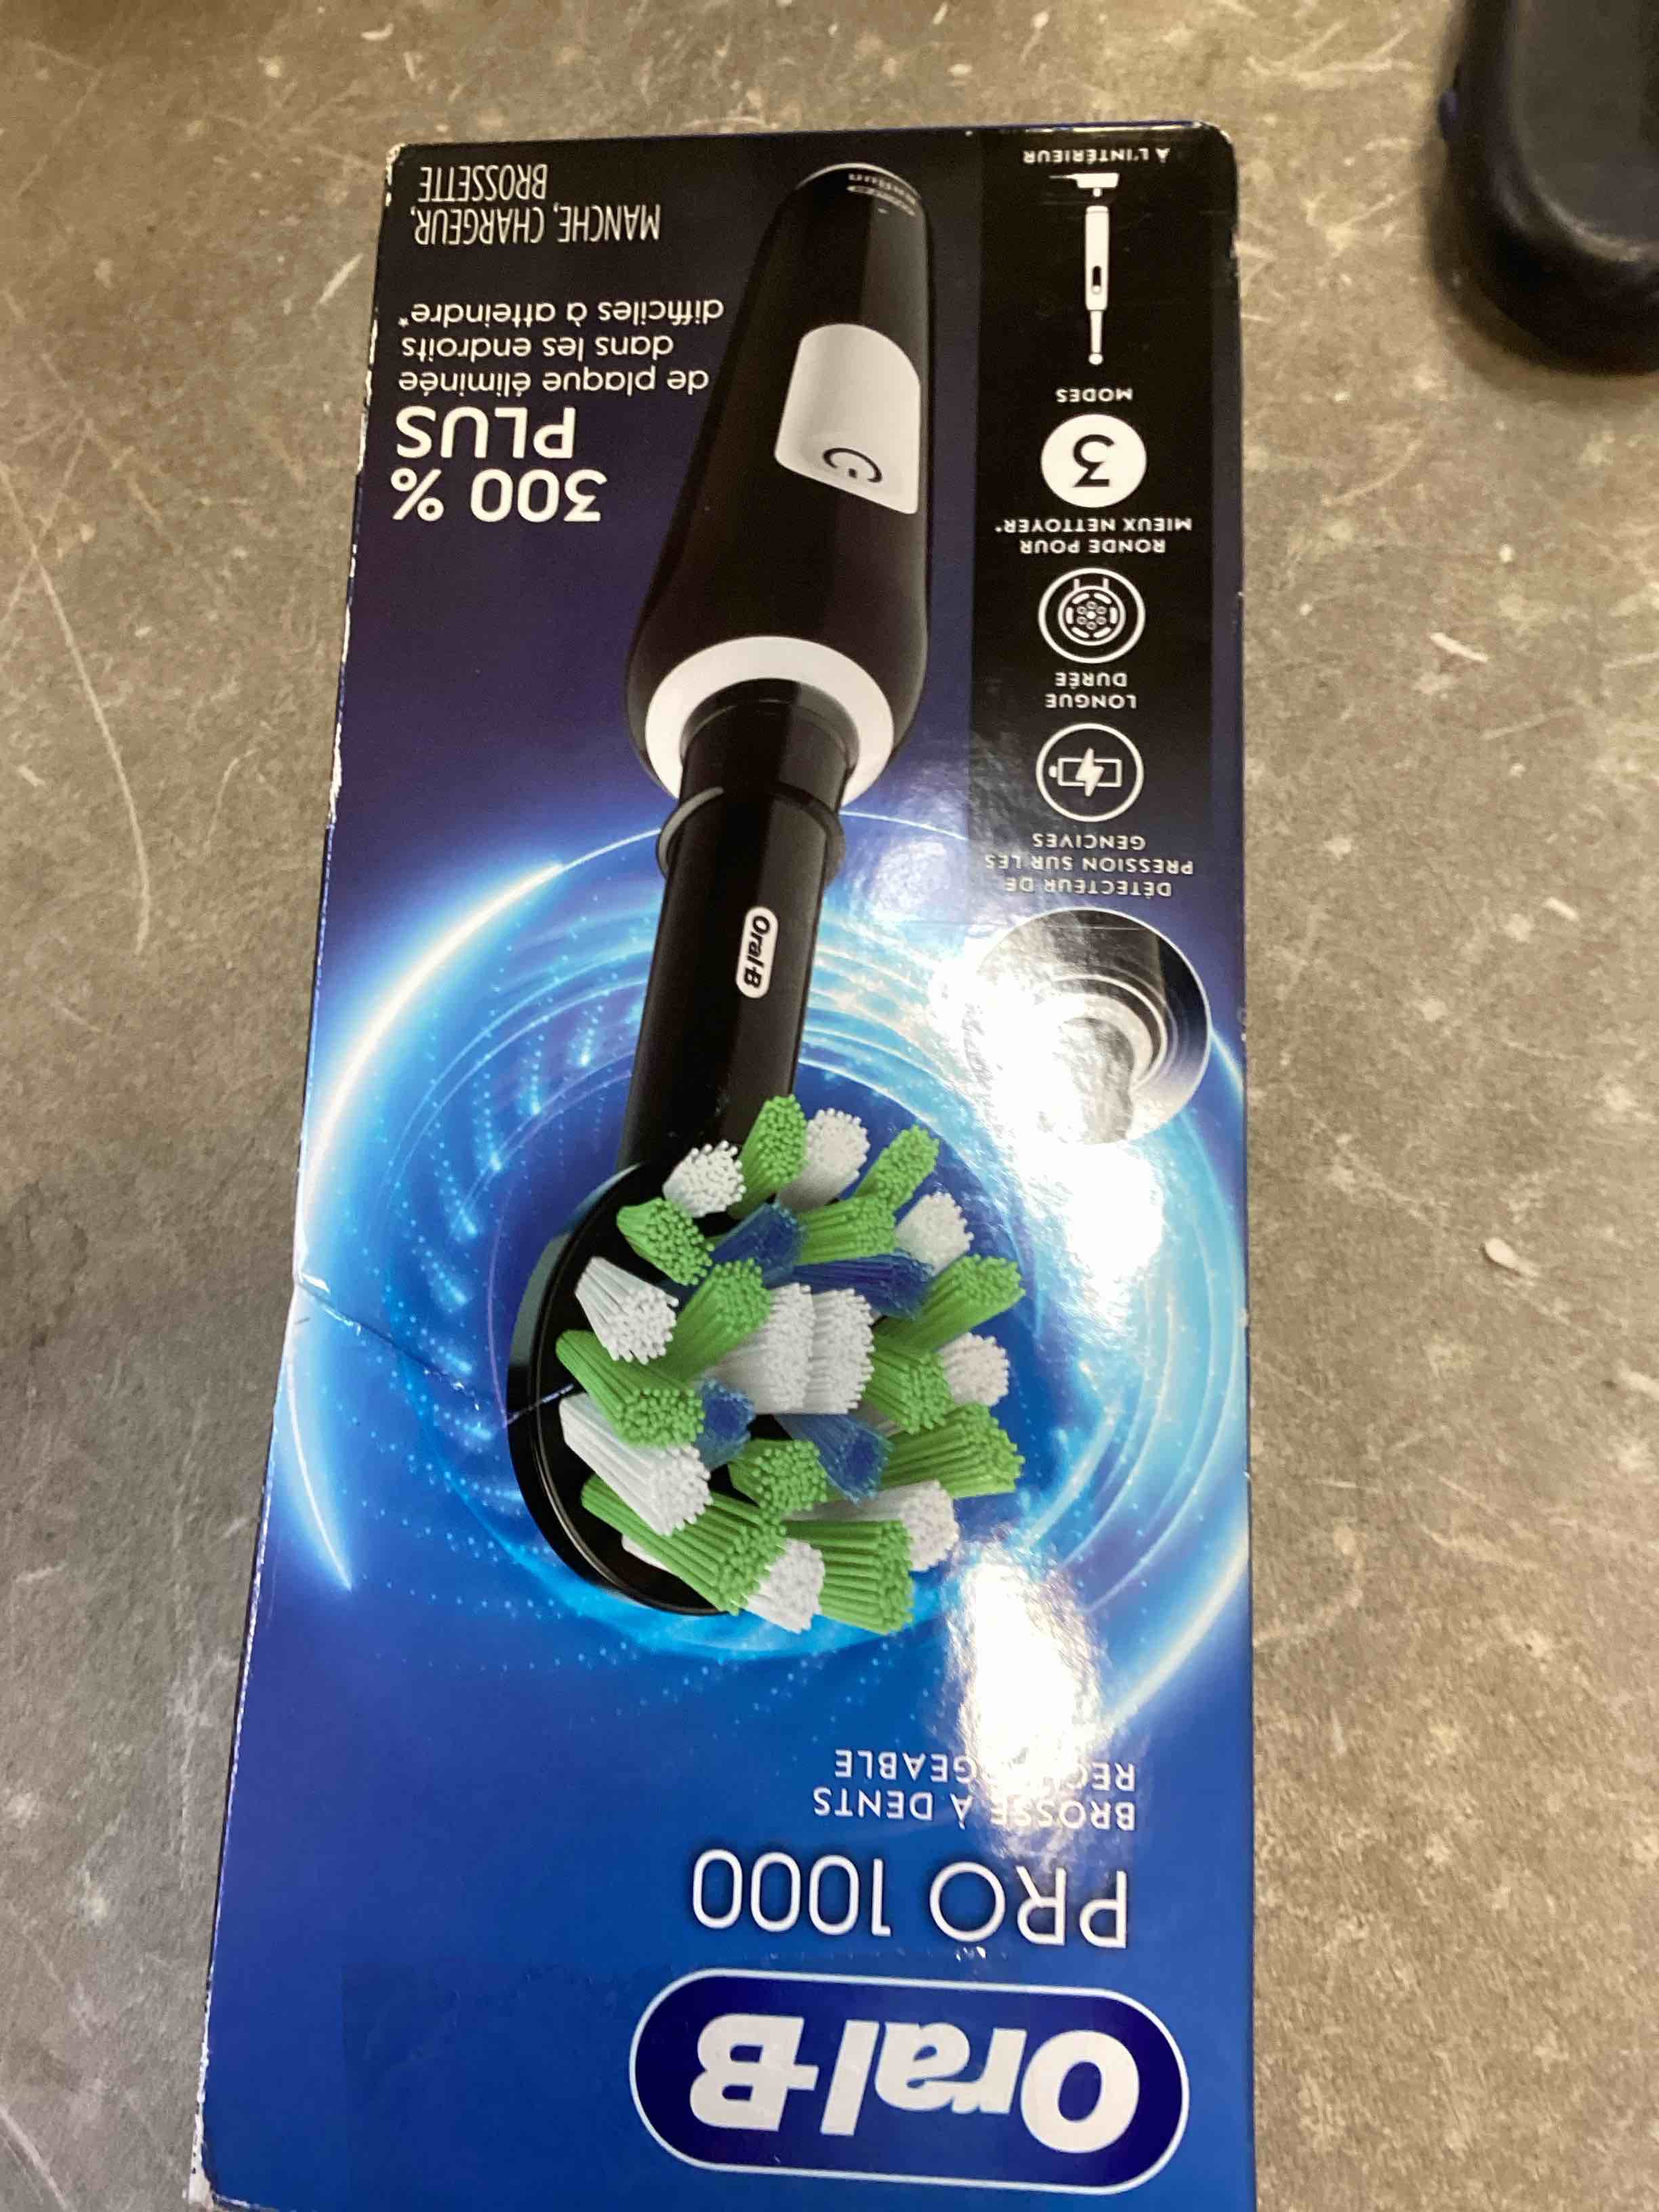 Oral-B
PRO 1000
BROSSE À DENTS
RECHARGEABLE
Oral-B
DÉTECTEUR DE
PRESSION SUR LES
GENCIVES
LONGUE
DURÉE
RONDE POUR
MIEUX NETTOYER*
3
MODES
À L'INTÉRIEUR
300 %
PLUS
de plaque éliminée
dans les endroits
difficiles à atteindre*
MANCHE, CHARGEUR,
BROSSETTE